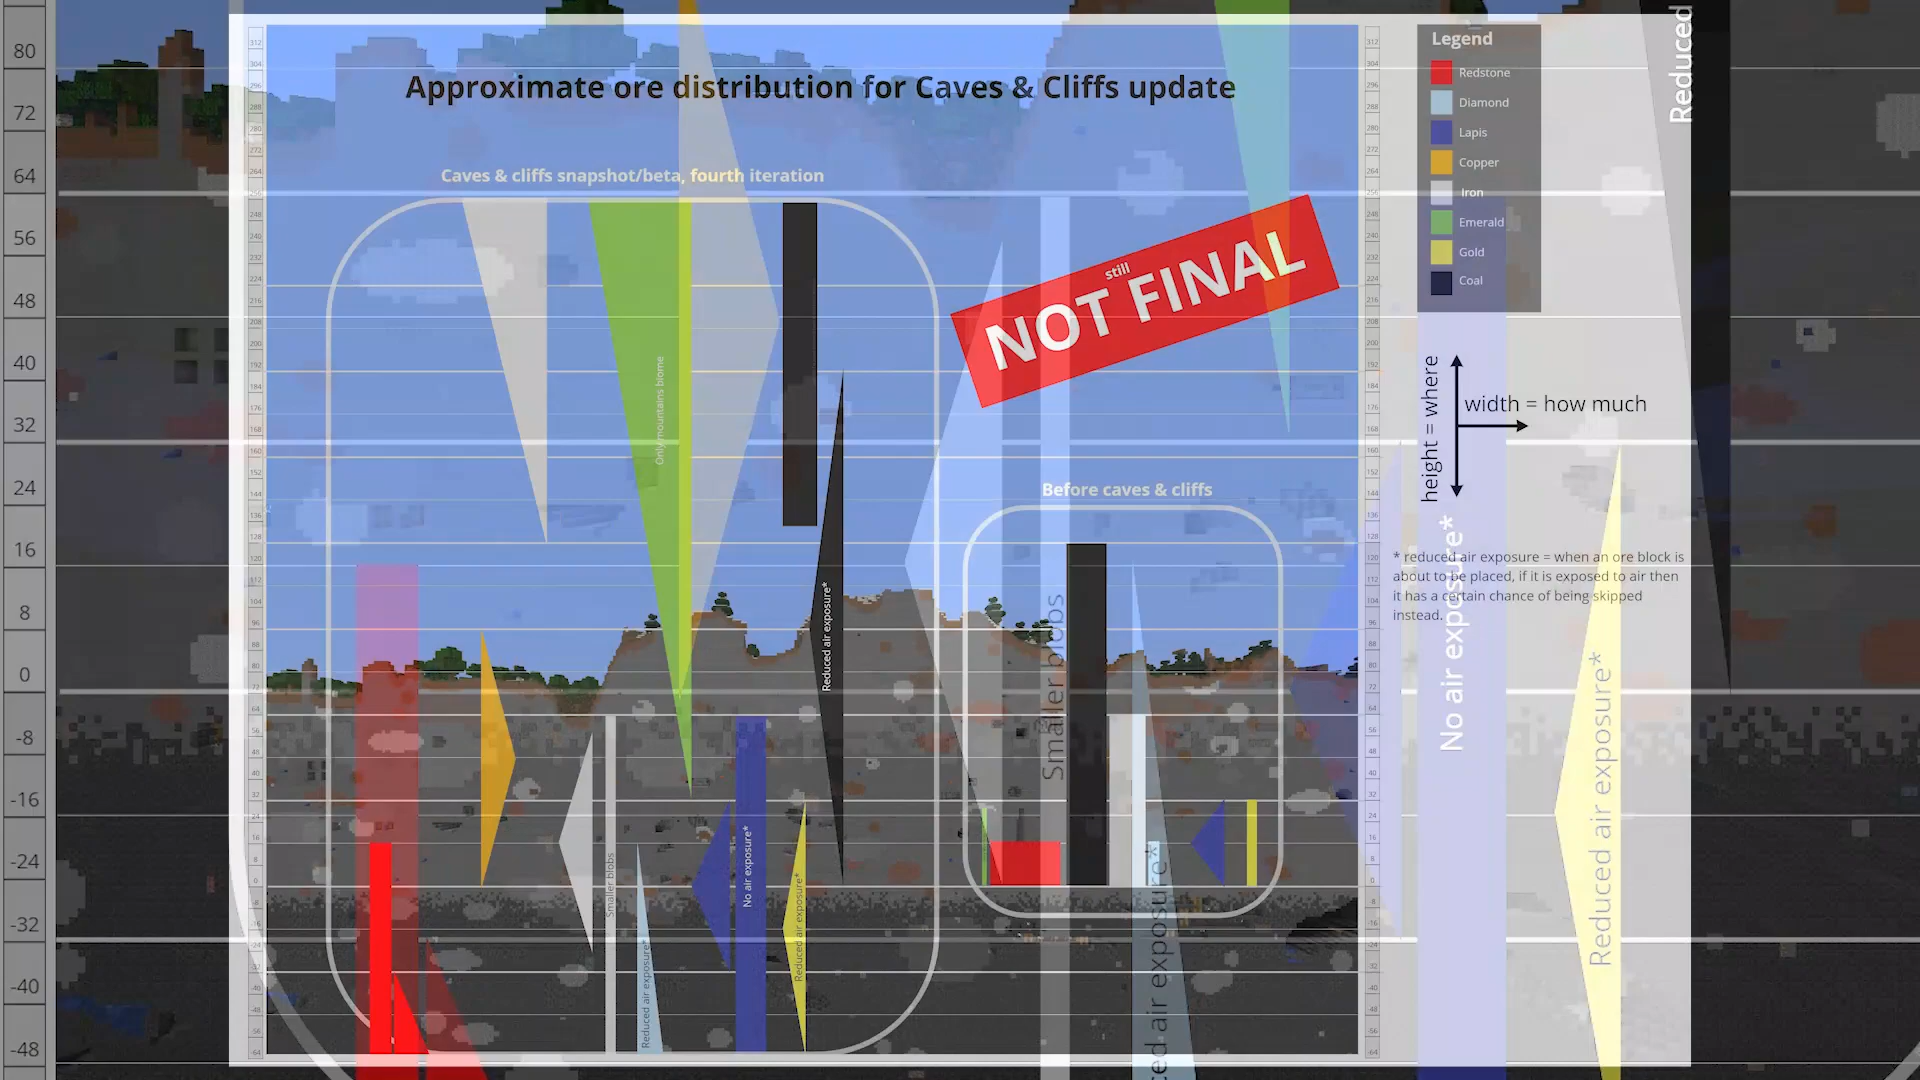 Approximate ore distribution for Caves & Cliffs update
Caves & cliffs snapshot/beta, fourth iteration
still
NOT FINAL
Before caves & cliffs
Only mountains biome
Reduced air exposure*
Smaller blobs
Reduced air exposure*
No air exposure*
Reduced air exposure*
Legend
Redstone
Diamond
Lapis
Copper
Iron
Emerald
Gold
Coal
height = where
width = how much
* reduced air exposure = when an ore block is
about to be placed, if it is exposed to air then
it has a certain chance of being skipped
instead.
Reduced
Smaller blobs
No air exposure*
Reduced air exposure*
ced air exposure*
80
72
64
56
48
40
32
24
16
8
0
-8
-16
-24
-32
-40
-48